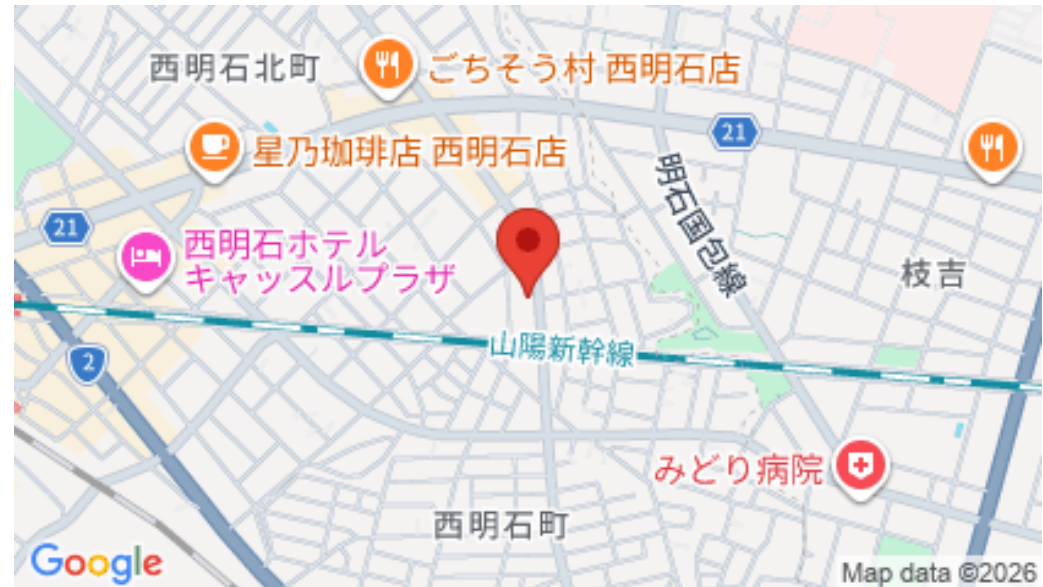 西明石北町
ごちそう村 西明石店
星乃珈琲店 西明石店
21
明石国包線
21
西明石ホテル
キャッスルプラザ
枝吉
山陽新幹線
2
みどり病院
西明石町
Google
Map data ©2026